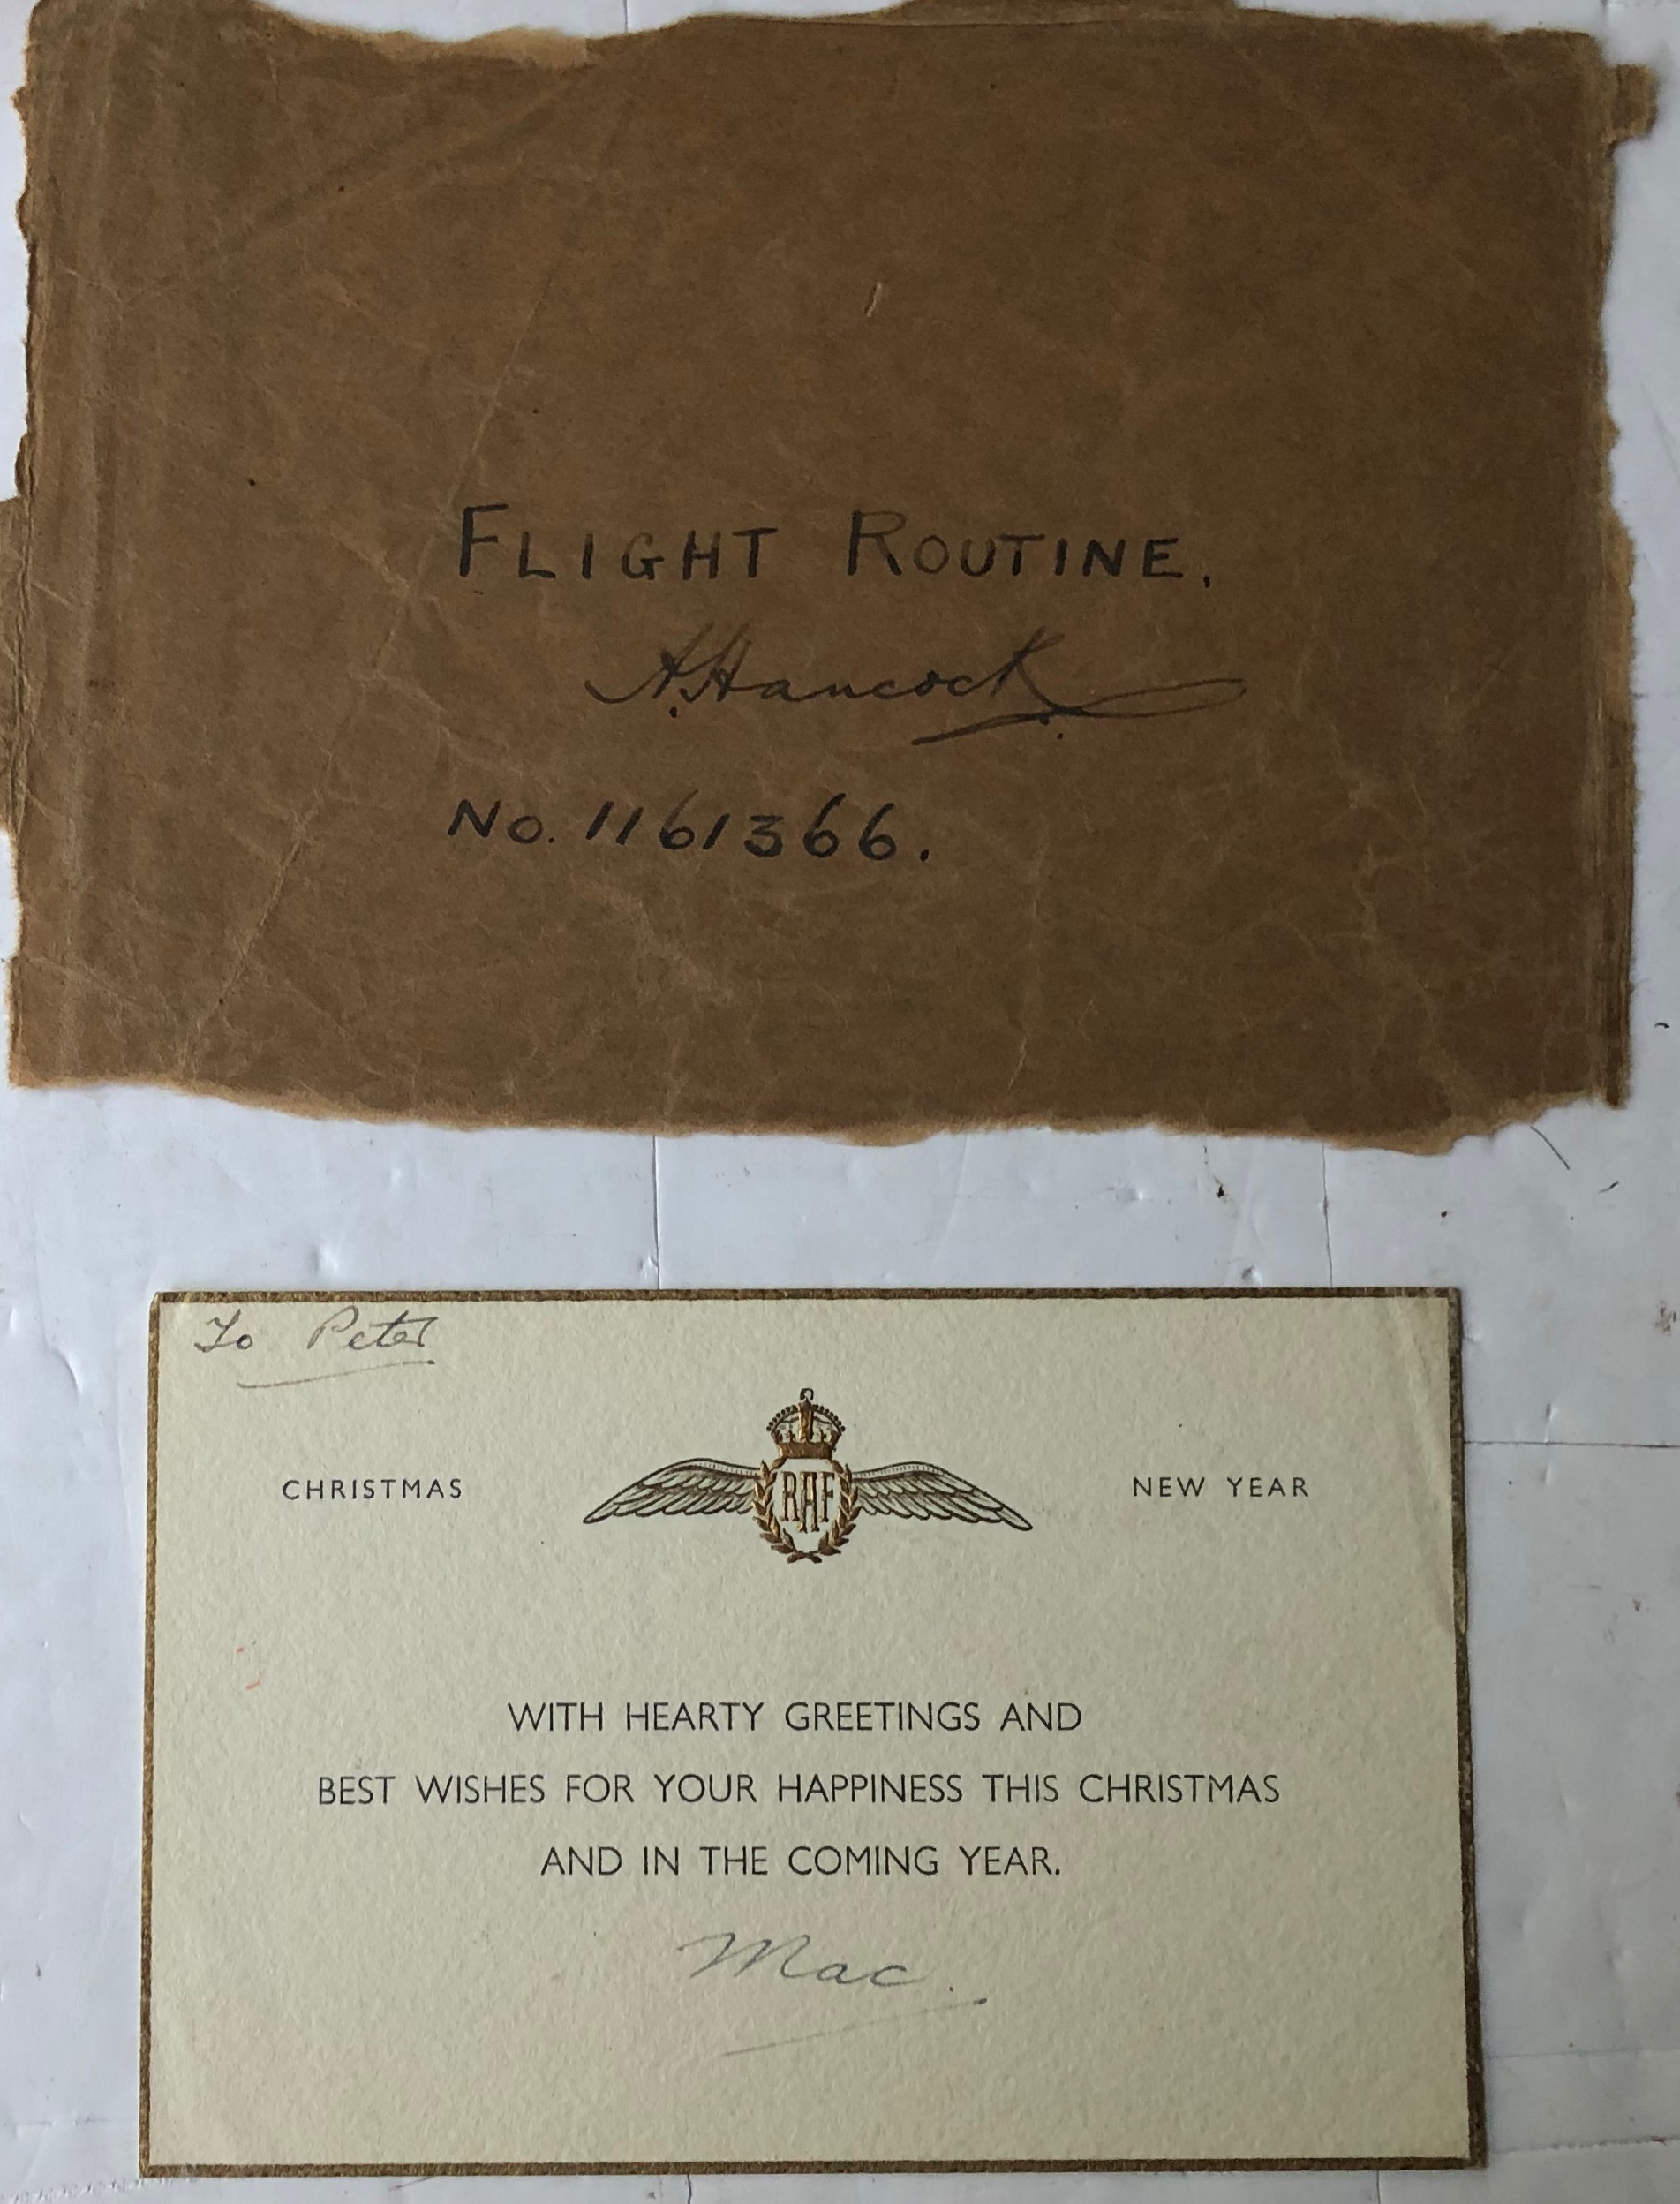 FLIGHT ROUTINE.
A. Hancock.
No. 1161366.
To Peter
CHRISTMAS RAF NEW YEAR
WITH HEARTY GREETINGS AND
BEST WISHES FOR YOUR HAPPINESS THIS CHRISTMAS
AND IN THE COMING YEAR.
Mac.